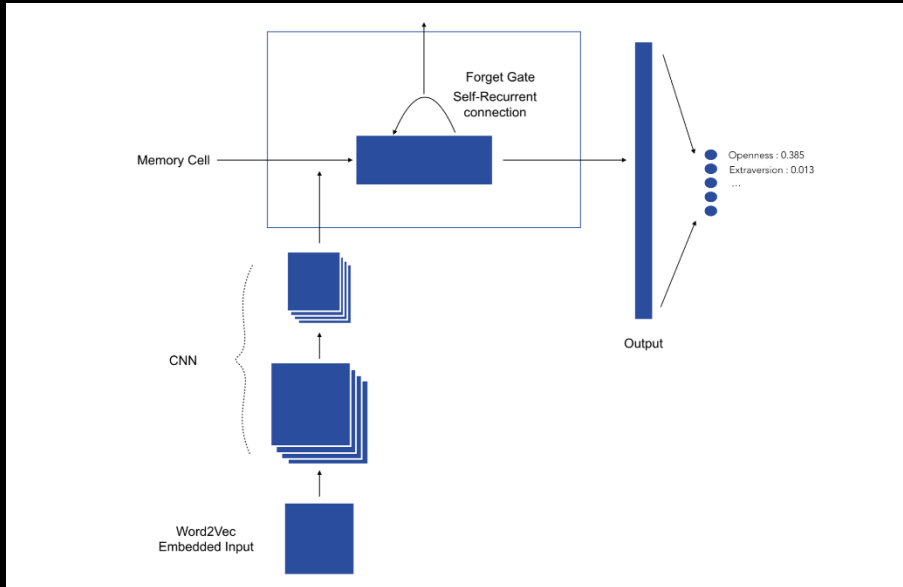 Forget Gate
Self-Recurrent
connection
Memory Cell
Openness : 0.385
Extraversion : 0.013
...
Output
CNN
Word2Vec
Embedded Input